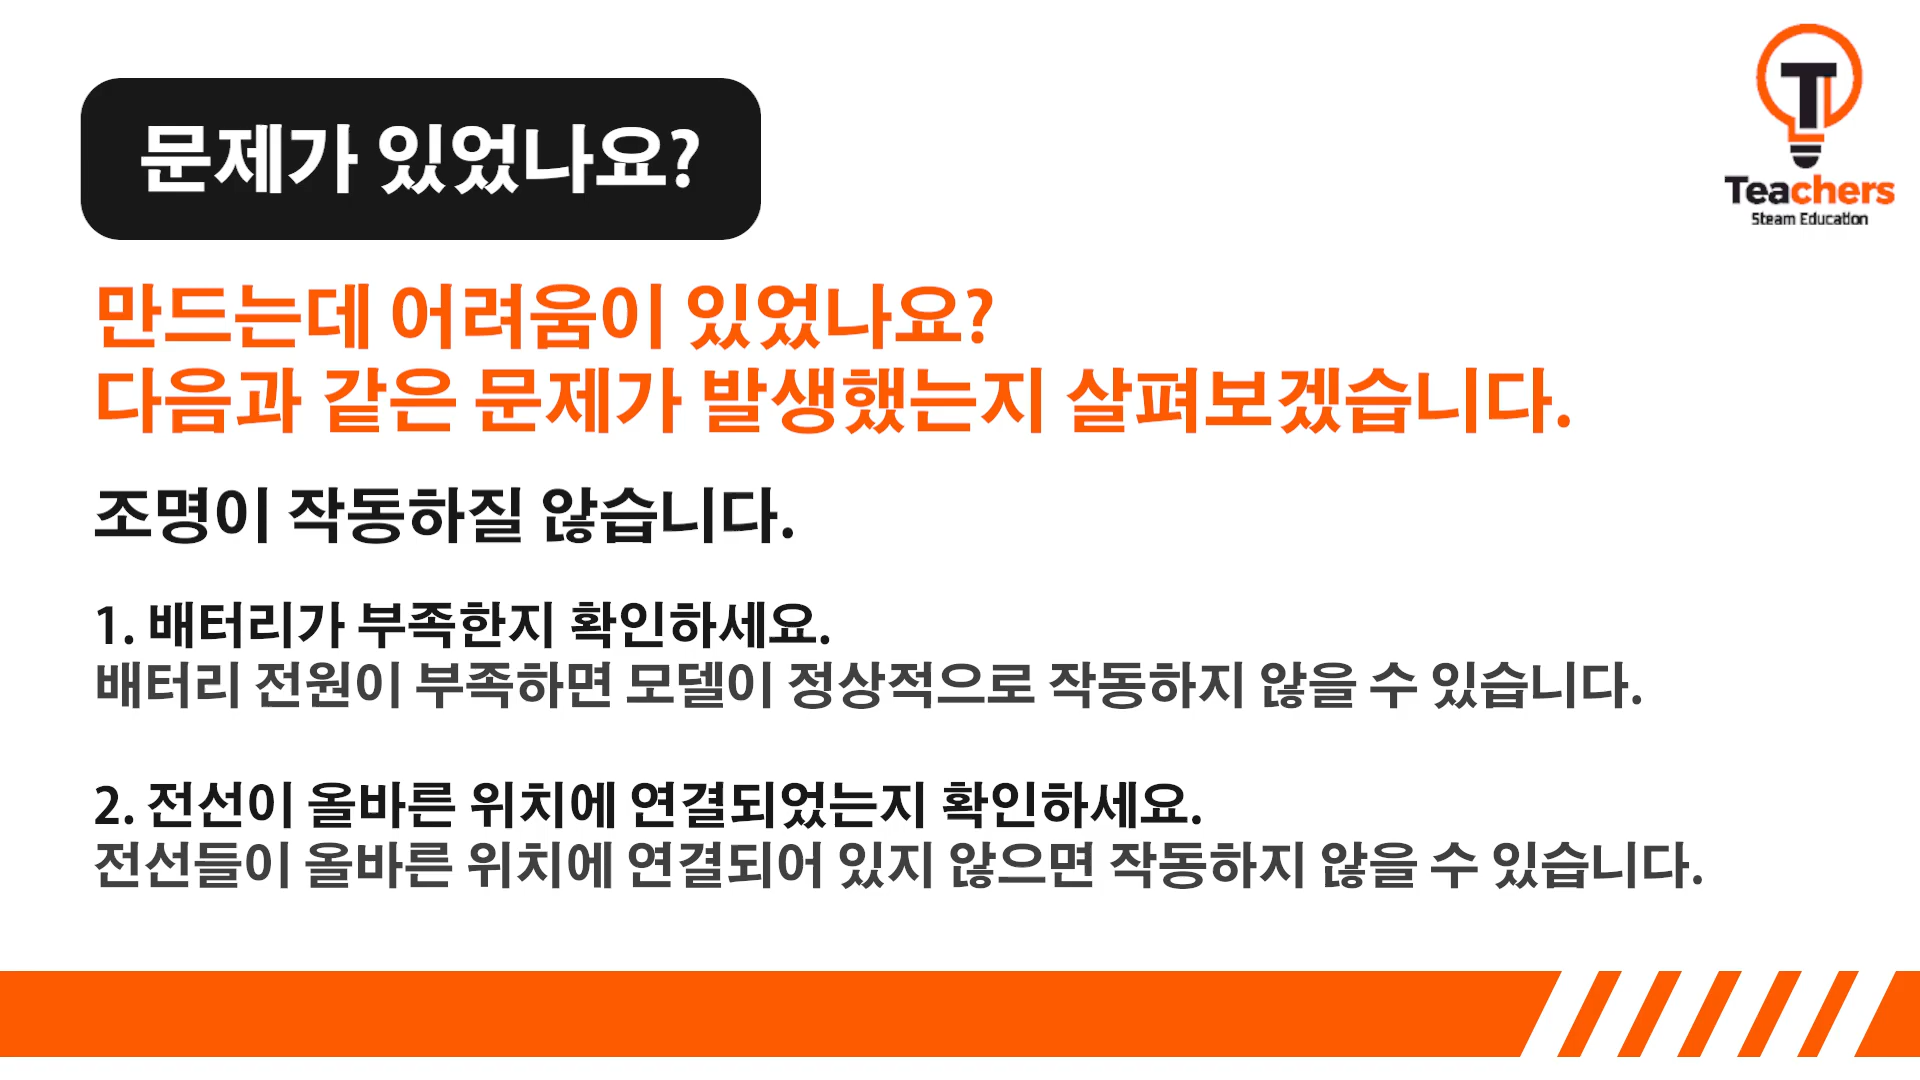 문제가 있었나요?
T
Teachers
Steam Education
만드는데 어려움이 있었나요?
다음과 같은 문제가 발생했는지 살펴보겠습니다.
조명이 작동하질 않습니다.
1. 배터리가 부족한지 확인하세요.
배터리 전원이 부족하면 모델이 정상적으로 작동하지 않을 수 있습니다.
2. 전선이 올바른 위치에 연결되었는지 확인하세요.
전선들이 올바른 위치에 연결되어 있지 않으면 작동하지 않을 수 있습니다.